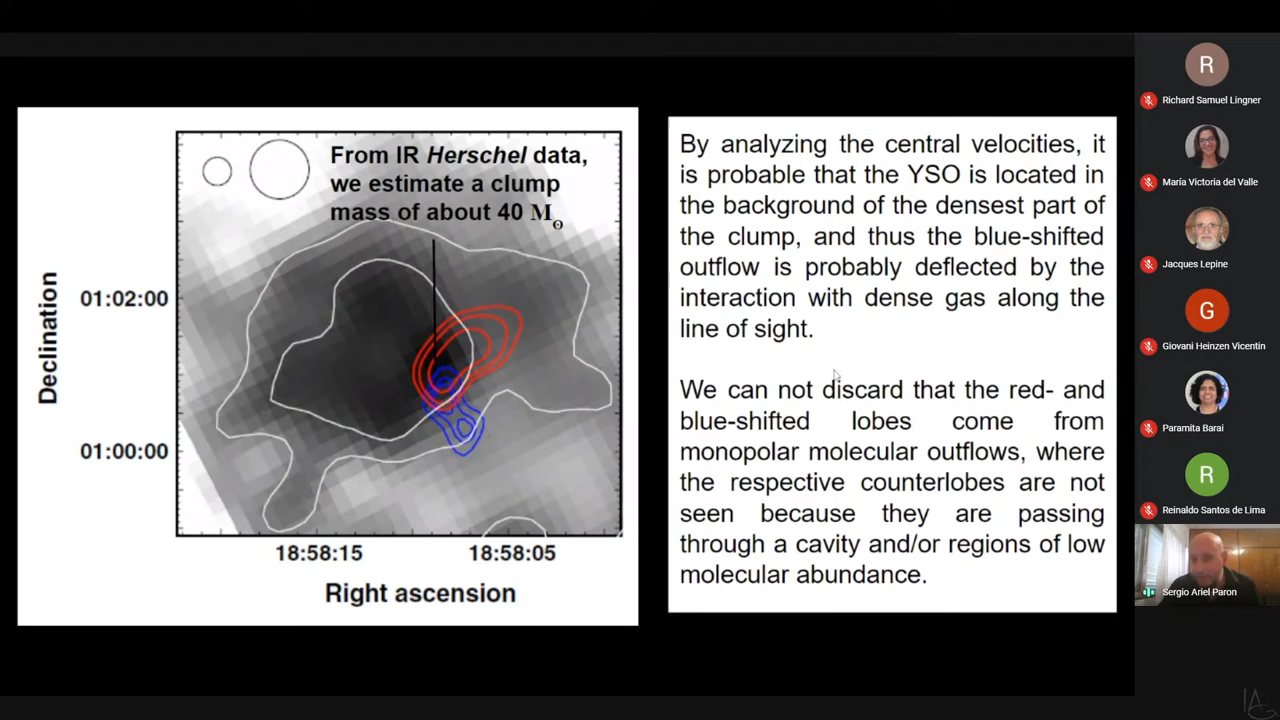 From IR Herschel data,
we estimate a clump
mass of about 40 M⊙
Declination
01:02:00
01:00:00
18:58:15
18:58:05
Right ascension
By analyzing the central velocities, it
is probable that the YSO is located in
the background of the densest part of
the clump, and thus the blue-shifted
outflow is probably deflected by the
interaction with dense gas along the
line of sight.
We can not discard that the red- and
blue-shifted lobes come from
monopolar molecular outflows, where
the respective counterlobes are not
seen because they are passing
through a cavity and/or regions of low
molecular abundance.
R
Richard Samuel Lingner
María Victoria del Valle
Jacques Lepine
G
Giovani Heinzen Vicentin
Paramita Barai
R
Reinaldo Santos de Lima
Sergio Ariel Paron
IAG